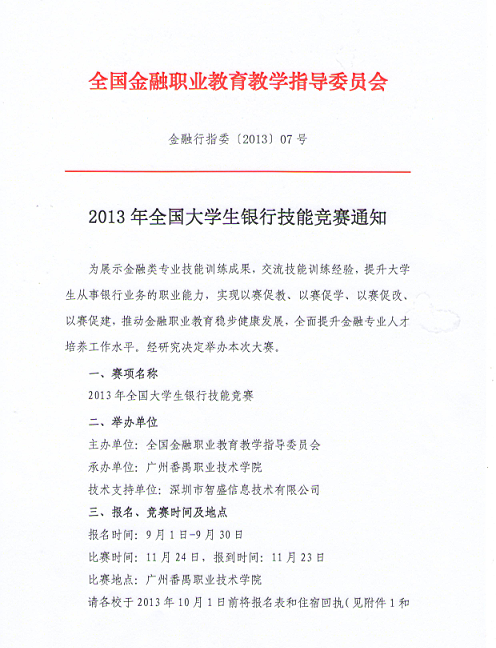 全国金融职业教育教学指导委员会
金融行指委〔2013〕07号
2013年全国大学生银行技能竞赛通知
为展示金融类专业技能训练成果，交流技能训练经验，提升大学
生从事银行业务的职业能力，实现以赛促教、以赛促学、以赛促改、
以赛促建，推动金融职业教育稳步健康发展，全面提升金融专业人才
培养工作水平。经研究决定举办本次大赛。
一、赛项名称
2013年全国大学生银行技能竞赛
二、举办单位
主办单位：全国金融职业教育教学指导委员会
承办单位：广州番禺职业技术学院
技术支持单位：深圳市智盛信息技术有限公司
三、报名、竞赛时间及地点
报名时间：9月1日-9月30日
比赛时间：11月24日，报到时间：11月23日
比赛地点：广州番禺职业技术学院
请各校于2013年10月1日前将报名表和住宿回执(见附件1和